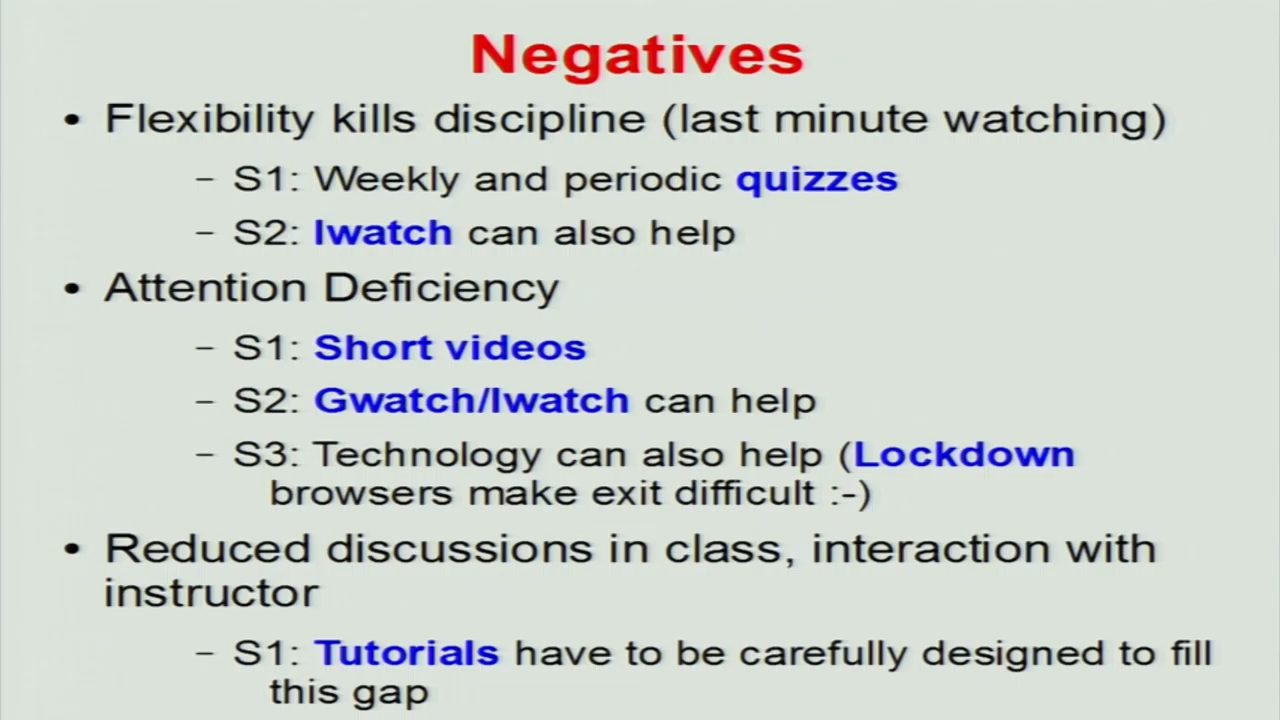 Negatives
• Flexibility kills discipline (last minute watching)
– S1: Weekly and periodic quizzes
– S2: Iwatch can also help
• Attention Deficiency
– S1: Short videos
– S2: Gwatch/Iwatch can help
– S3: Technology can also help (Lockdown
browsers make exit difficult :-)
• Reduced discussions in class, interaction with
instructor
– S1: Tutorials have to be carefully designed to fill
this gap